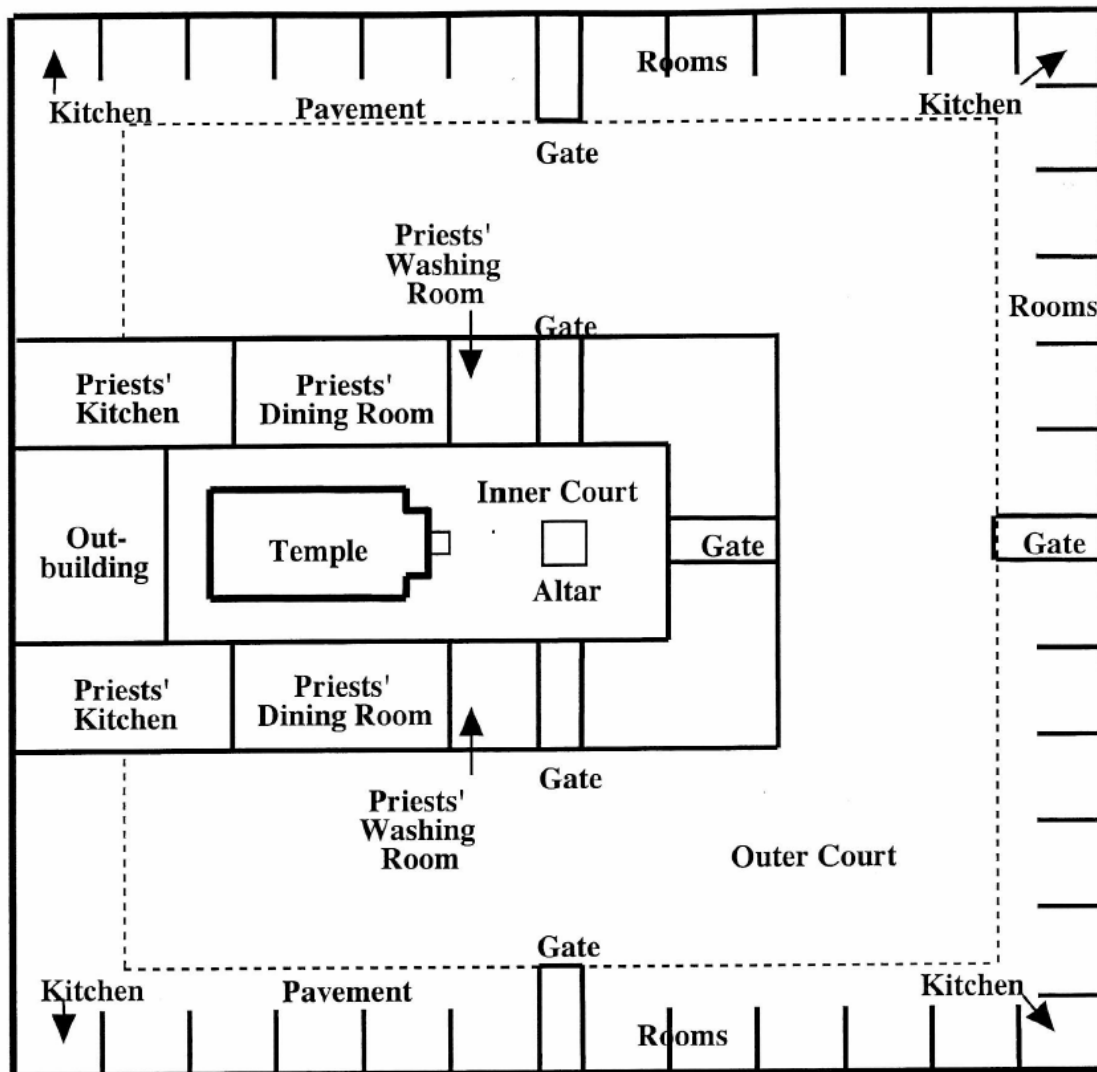 Rooms
Kitchen
Pavement
Kitchen
Gate
Priests'
Washing
Room
Rooms
Gate
Priests'
Kitchen
Priests'
Dining Room
Inner Court
Out-
building
Temple
Gate
Gate
Altar
Priests'
Kitchen
Priests'
Dining Room
Gate
Priests'
Washing
Room
Outer Court
Gate
Kitchen
Pavement
Kitchen
Rooms